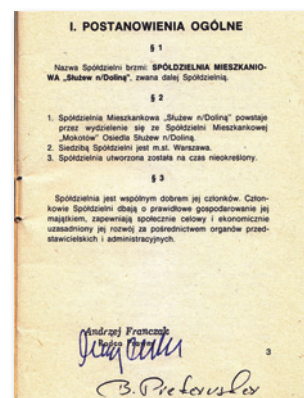 I. POSTANOWIENIA OGÓLNE
§ 1
Nazwa Spółdzielni brzmi: SPÓŁDZIELNIA MIESZKANIO-
WA „Służew n/Doliną", zwana dalej Spółdzielnią.
§ 2
1. Spółdzielnia Mieszkankowa „Służew n/Doliną" powstaje
przez wydzielenie się ze Spółdzielni Mieszkaniowej
„Mokotów" Osiedla Służew n/Doliną.
2. Siedzibą Spółdzielni jest m.st. Warszawa.
3. Spółdzielnia utworzona została na czas nieokreślony.
§ 3
Spółdzielnia jest wspólnym dobrem jej członków. Człon-
kowie Spółdzielni dbają o prawidłowe gospodarowanie jej
majątkiem, zapewniają społecznie celowy i ekonomicznie
uzasadniony jej rozwój za pośrednictwem organów przed-
stawicielskich i administracyjnych.
Andrzej Franczak
3
B.